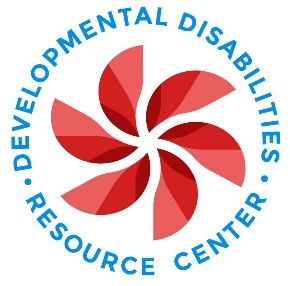 DEVELOPMENTAL DISABILITIES
• RESOURCE CENTER •